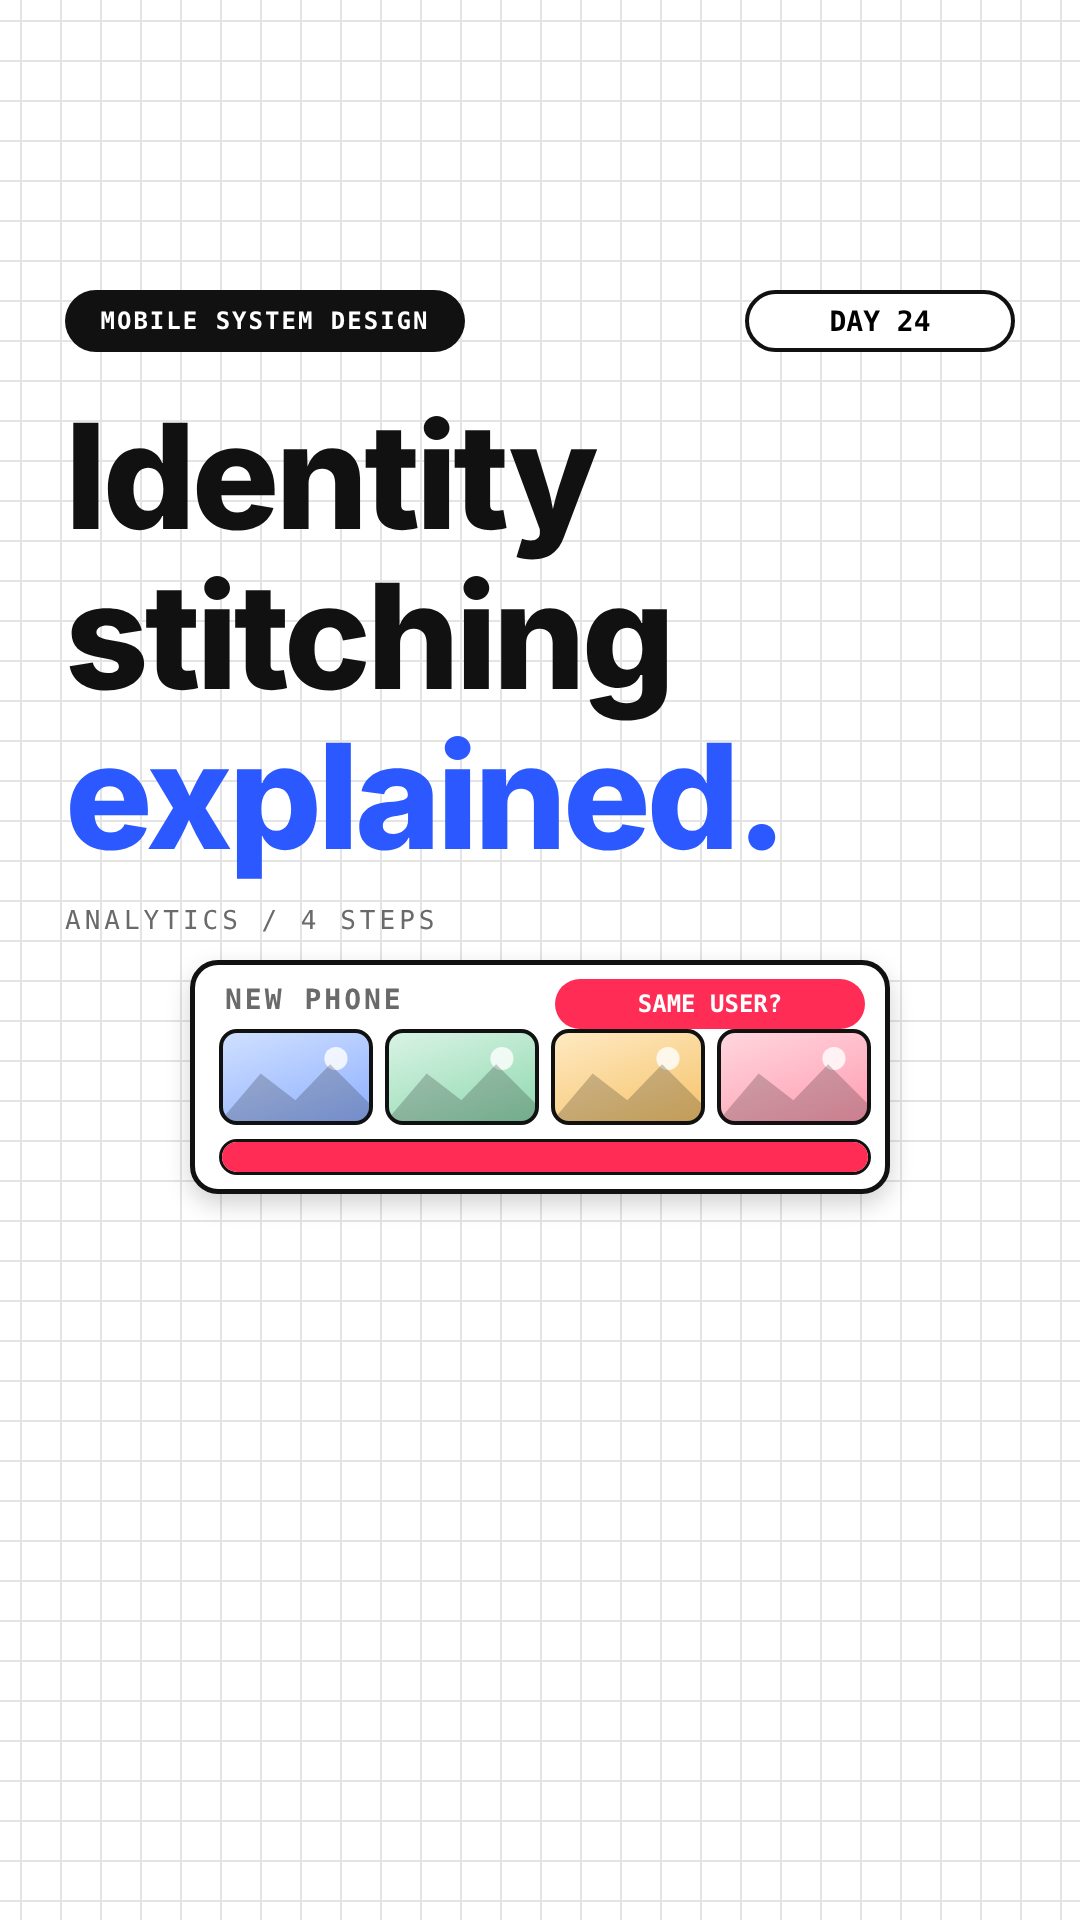 MOBILE SYSTEM DESIGN
DAY 24
Identity
stitching
explained.
ANALYTICS / 4 STEPS
NEW PHONE
SAME USER?